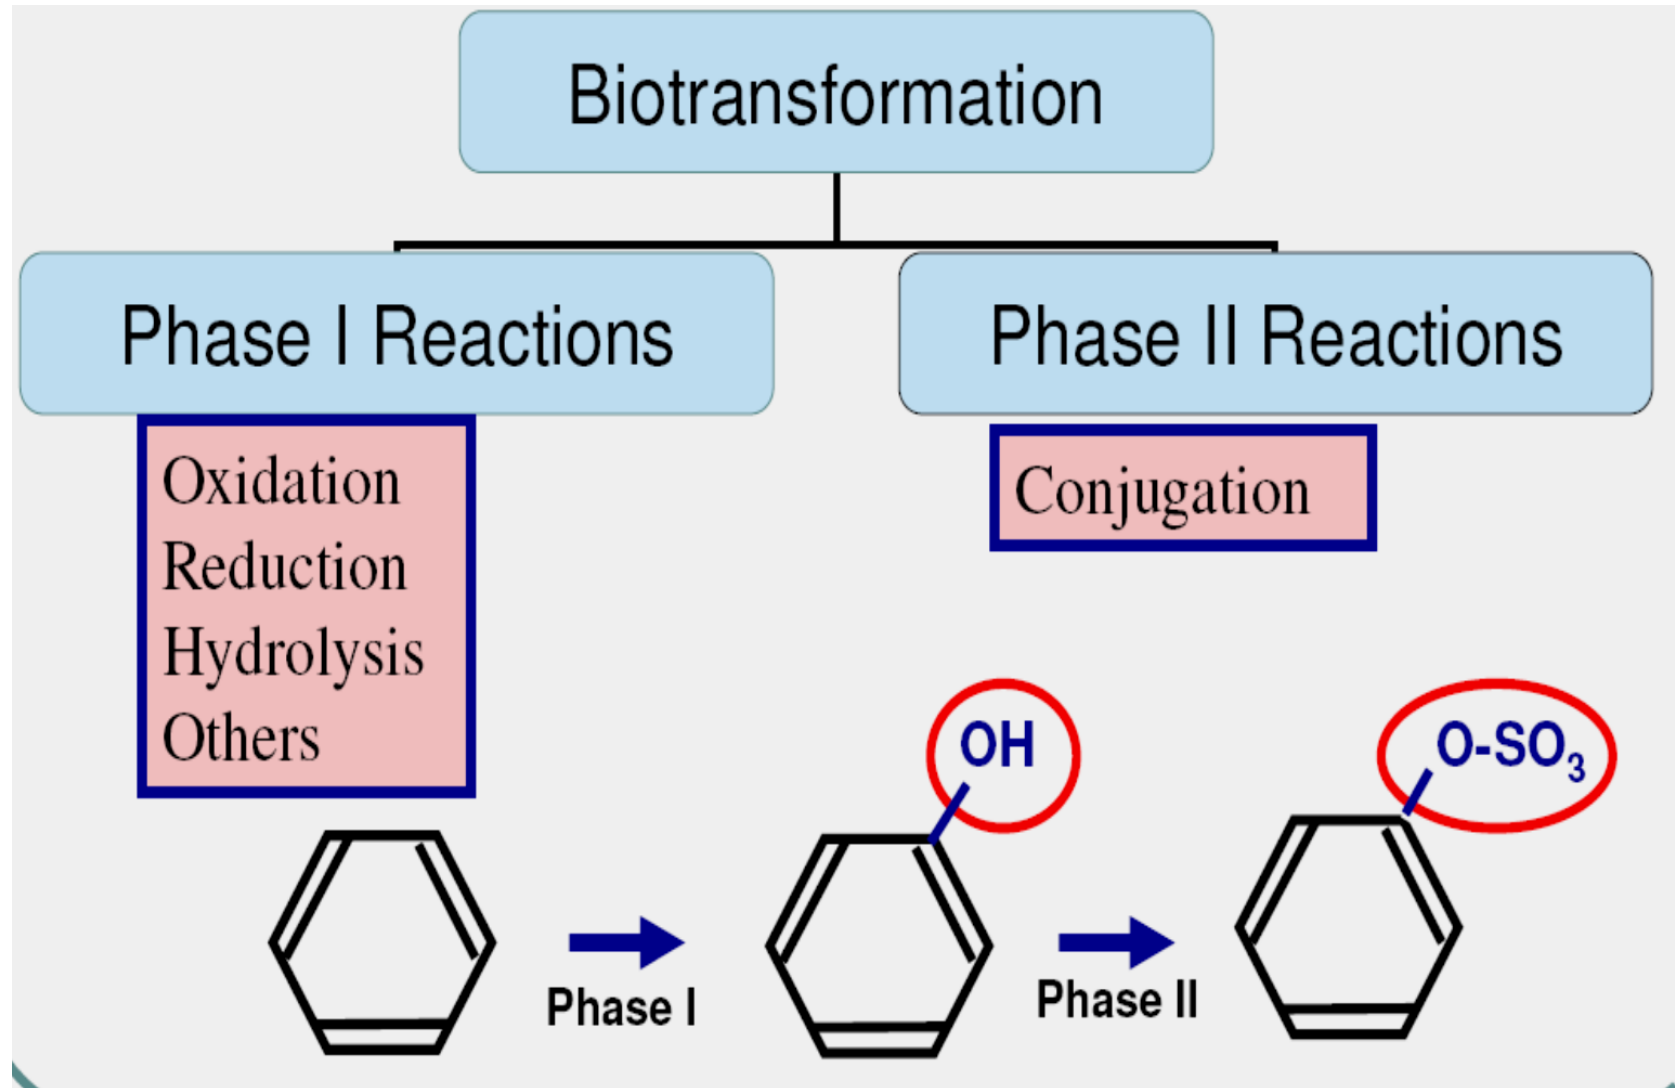 Biotransformation
Phase I Reactions
Phase II Reactions
Oxidation
Reduction
Hydrolysis
Others
Conjugation
OH
O-SO₃
Phase I
Phase II